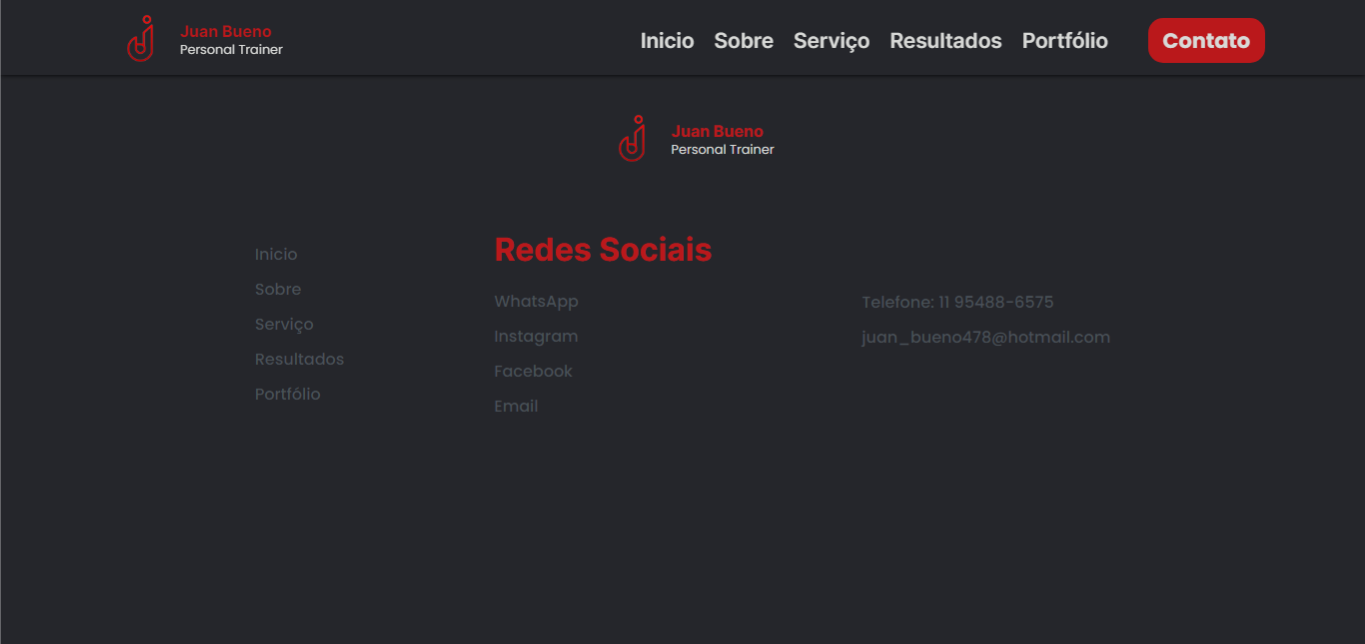 Juan Bueno
Personal Trainer
Inicio Sobre Serviço Resultados Portfólio Contato
Juan Bueno
Personal Trainer
Inicio
Sobre
Serviço
Resultados
Portfólio
Redes Sociais
WhatsApp
Instagram
Facebook
Email
Telefone: 11 95488-6575
juan_bueno478@hotmail.com